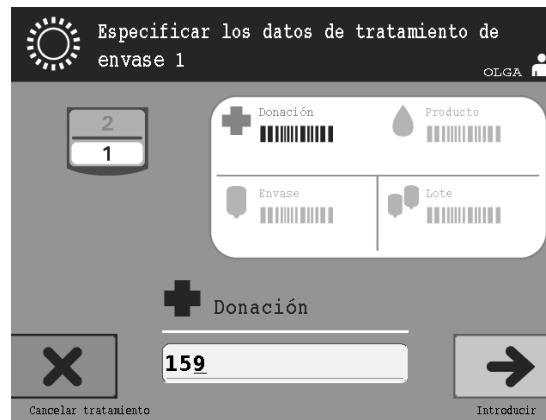 Especificar los datos de tratamiento de
envase 1
OLGA
2
1
Donación
Producto
Envase
Lote
Donación
159
Cancelar tratamiento
Introducir